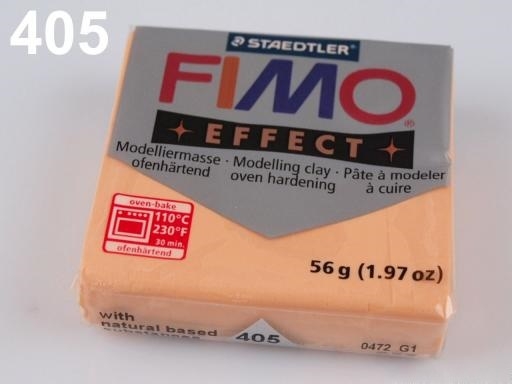 405
STAEDTLER
FIMO®
EFFECT
Modelliermasse · Modelling clay · Pâte à modeler
ofenhärtend oven hardening à cuire
oven-bake
110°C
230°F
30 min.
ofenhärtend
56 g (1.97 oz)
with
natural based
substances
405
0472 G1